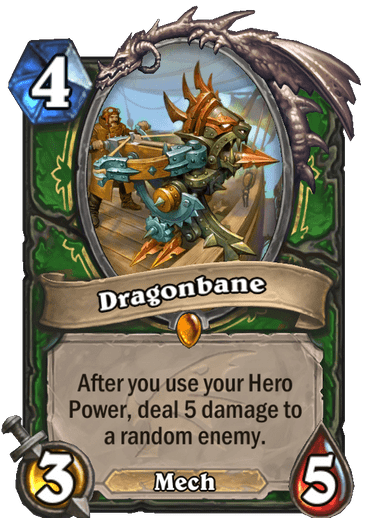 4
Dragonbane
After you use your Hero
Power, deal 5 damage to
a random enemy.
3
Mech
5